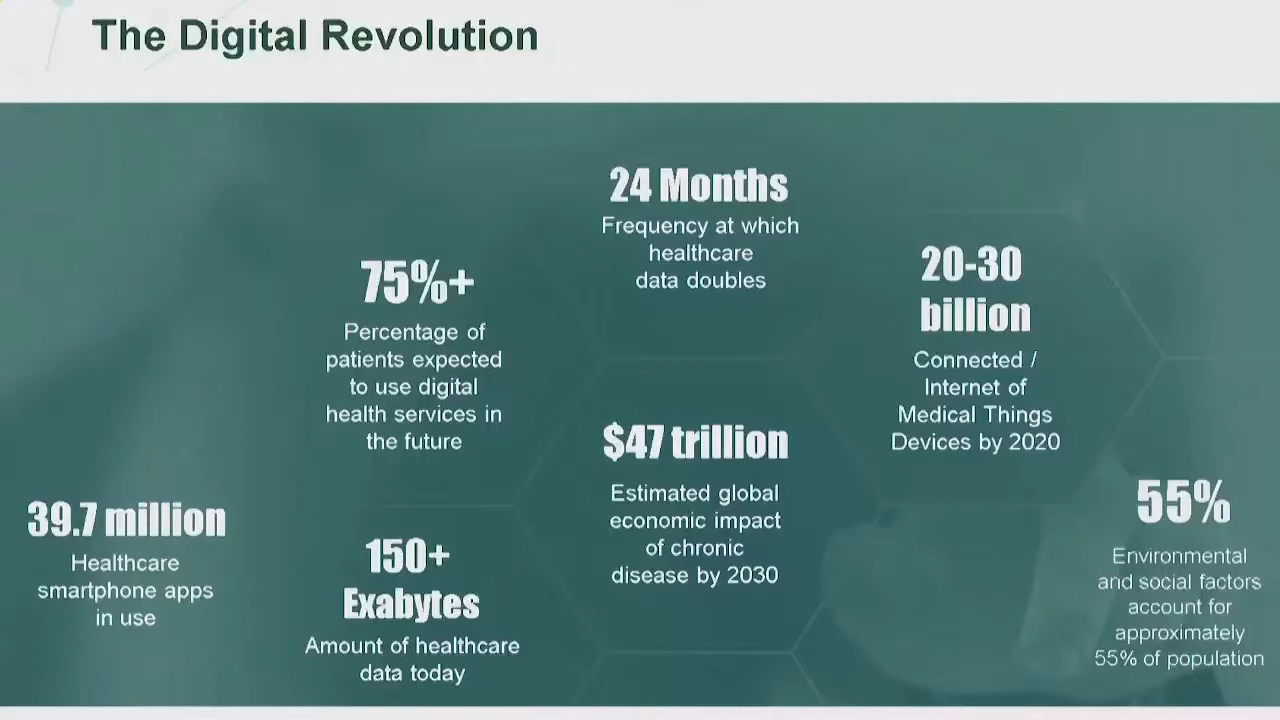 The Digital Revolution
24 Months
Frequency at which
healthcare
data doubles
75%+
Percentage of
patients expected
to use digital
health services in
the future
20-30
billion
Connected /
Internet of
Medical Things
Devices by 2020
$47 trillion
Estimated global
economic impact
of chronic
disease by 2030
39.7 million
Healthcare
smartphone apps
in use
150+
Exabytes
Amount of healthcare
data today
55%
Environmental
and social factors
account for
approximately
55% of population